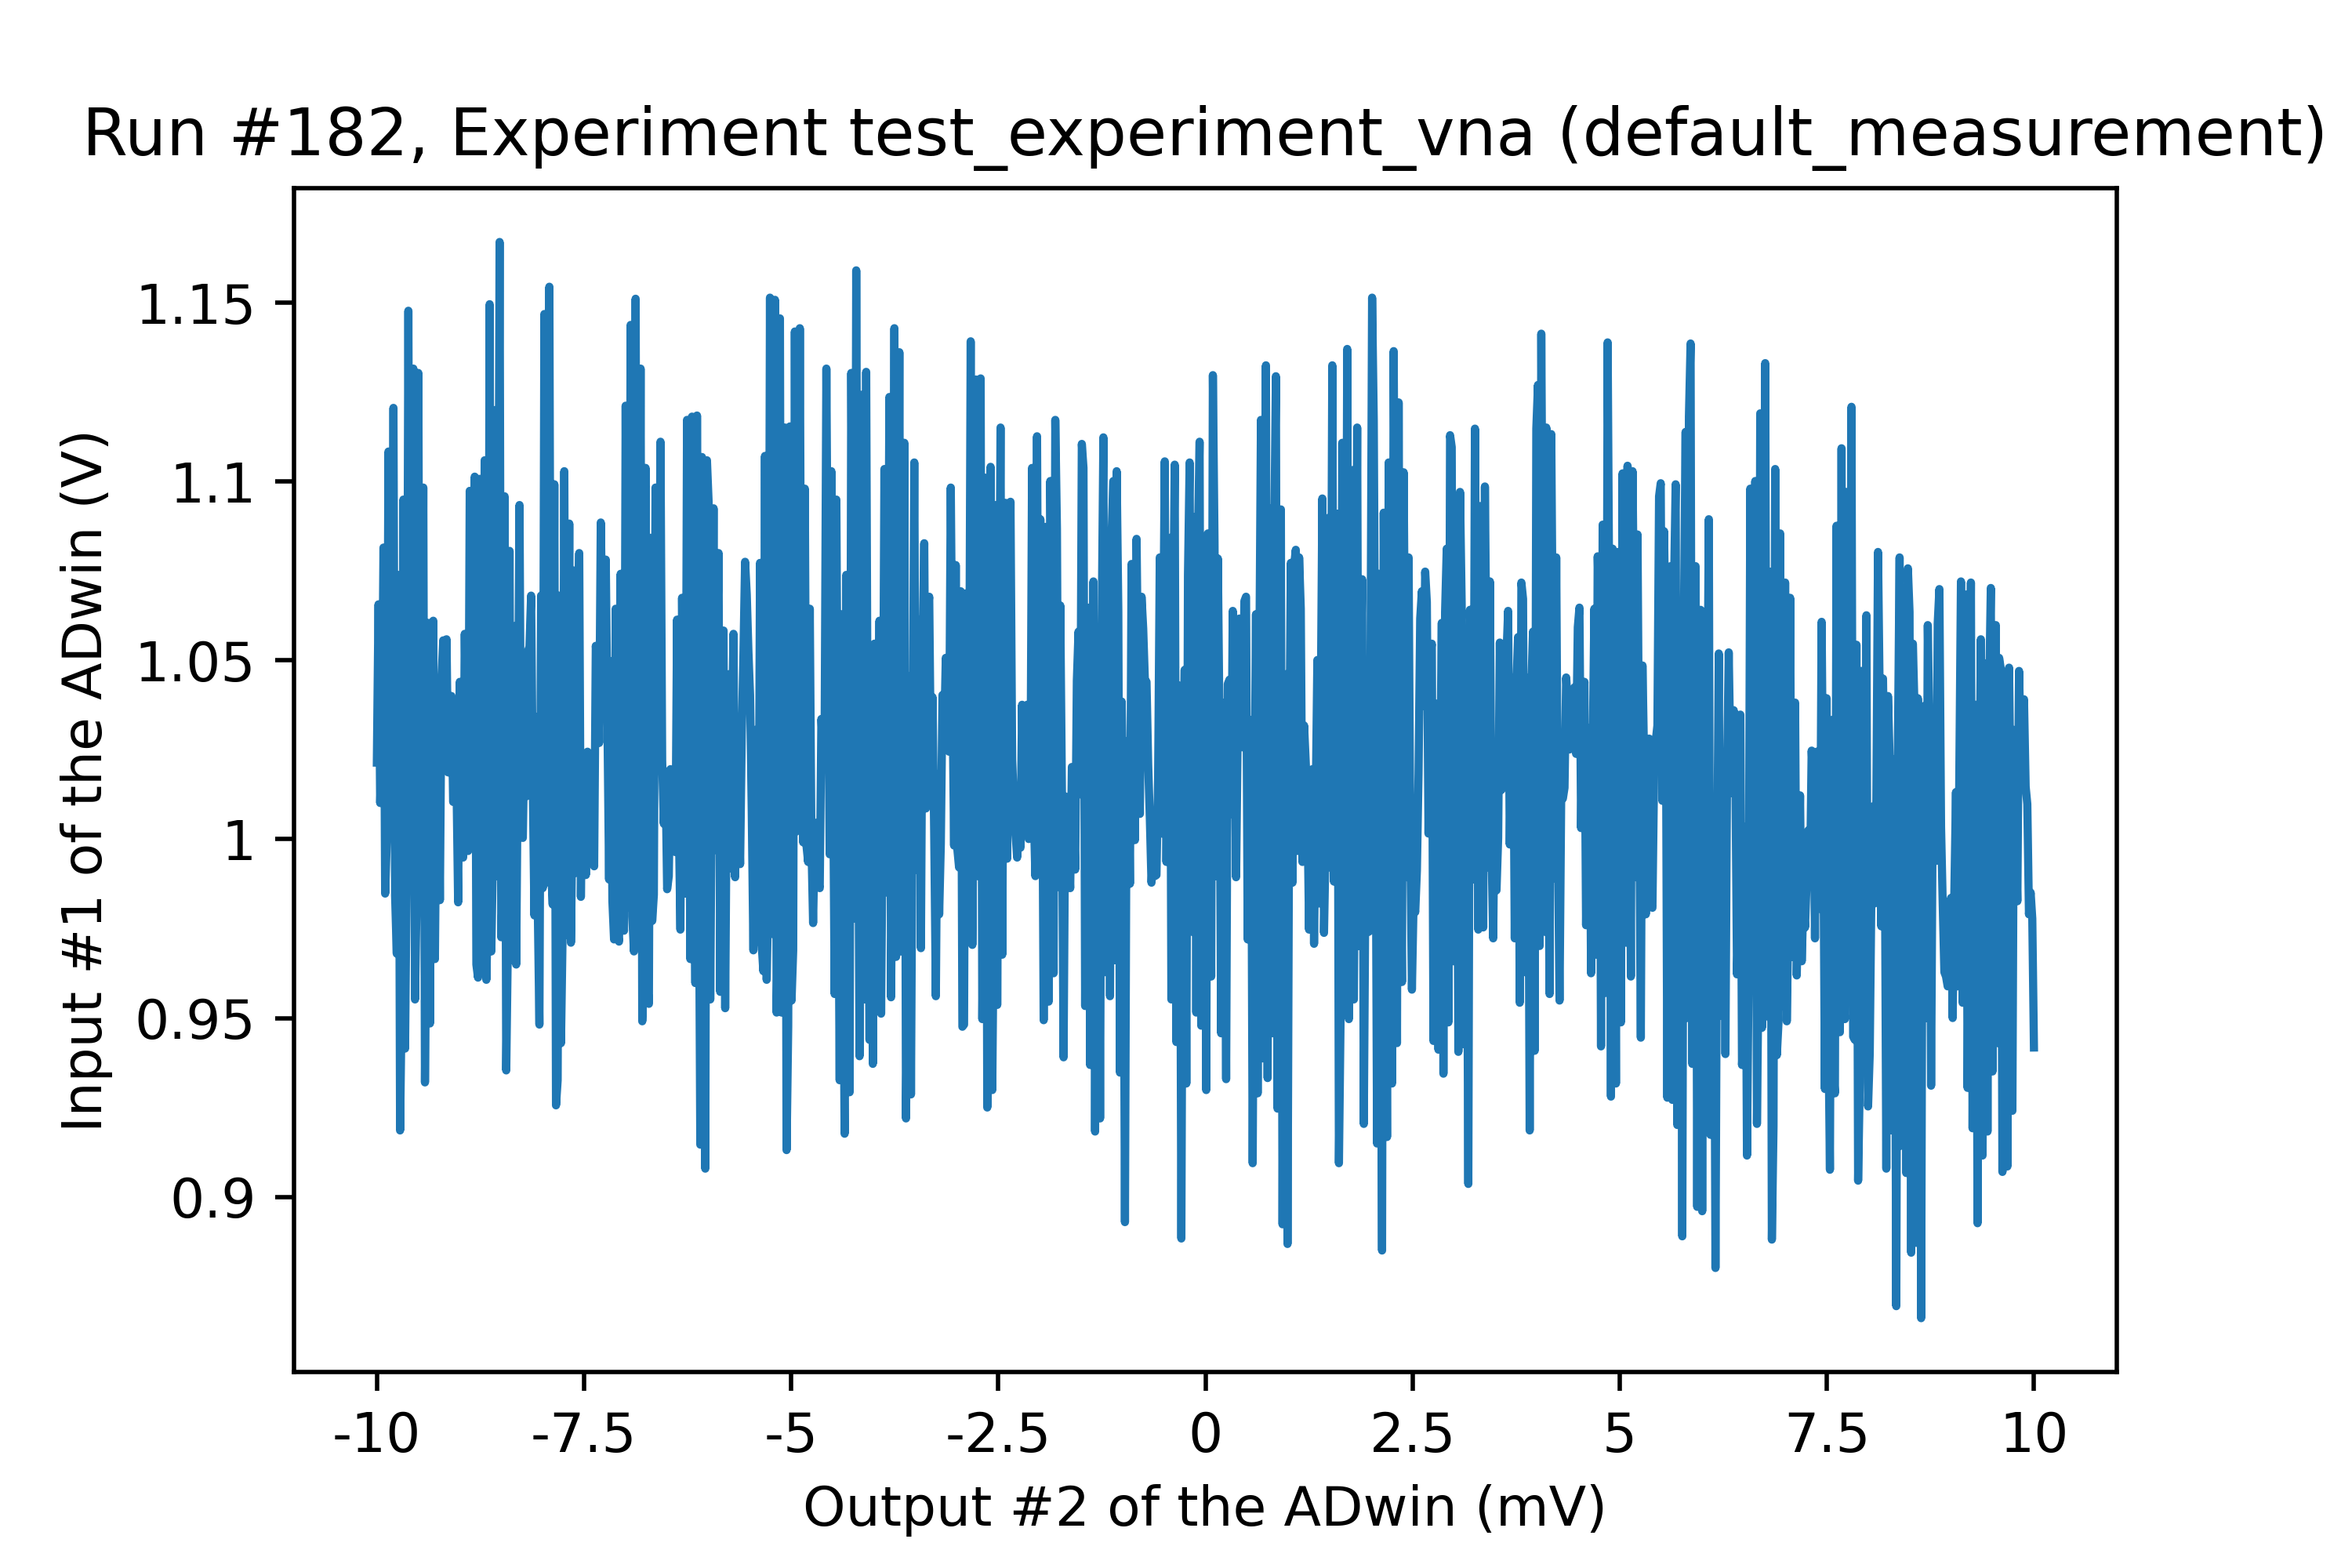 Run #182, Experiment test_experiment_vna (default_measurement)
Input #1 of the ADwin (V)
1.15
1.1
1.05
1
0.95
0.9
-10 -7.5 -5 -2.5 0 2.5 5 7.5 10
Output #2 of the ADwin (mV)